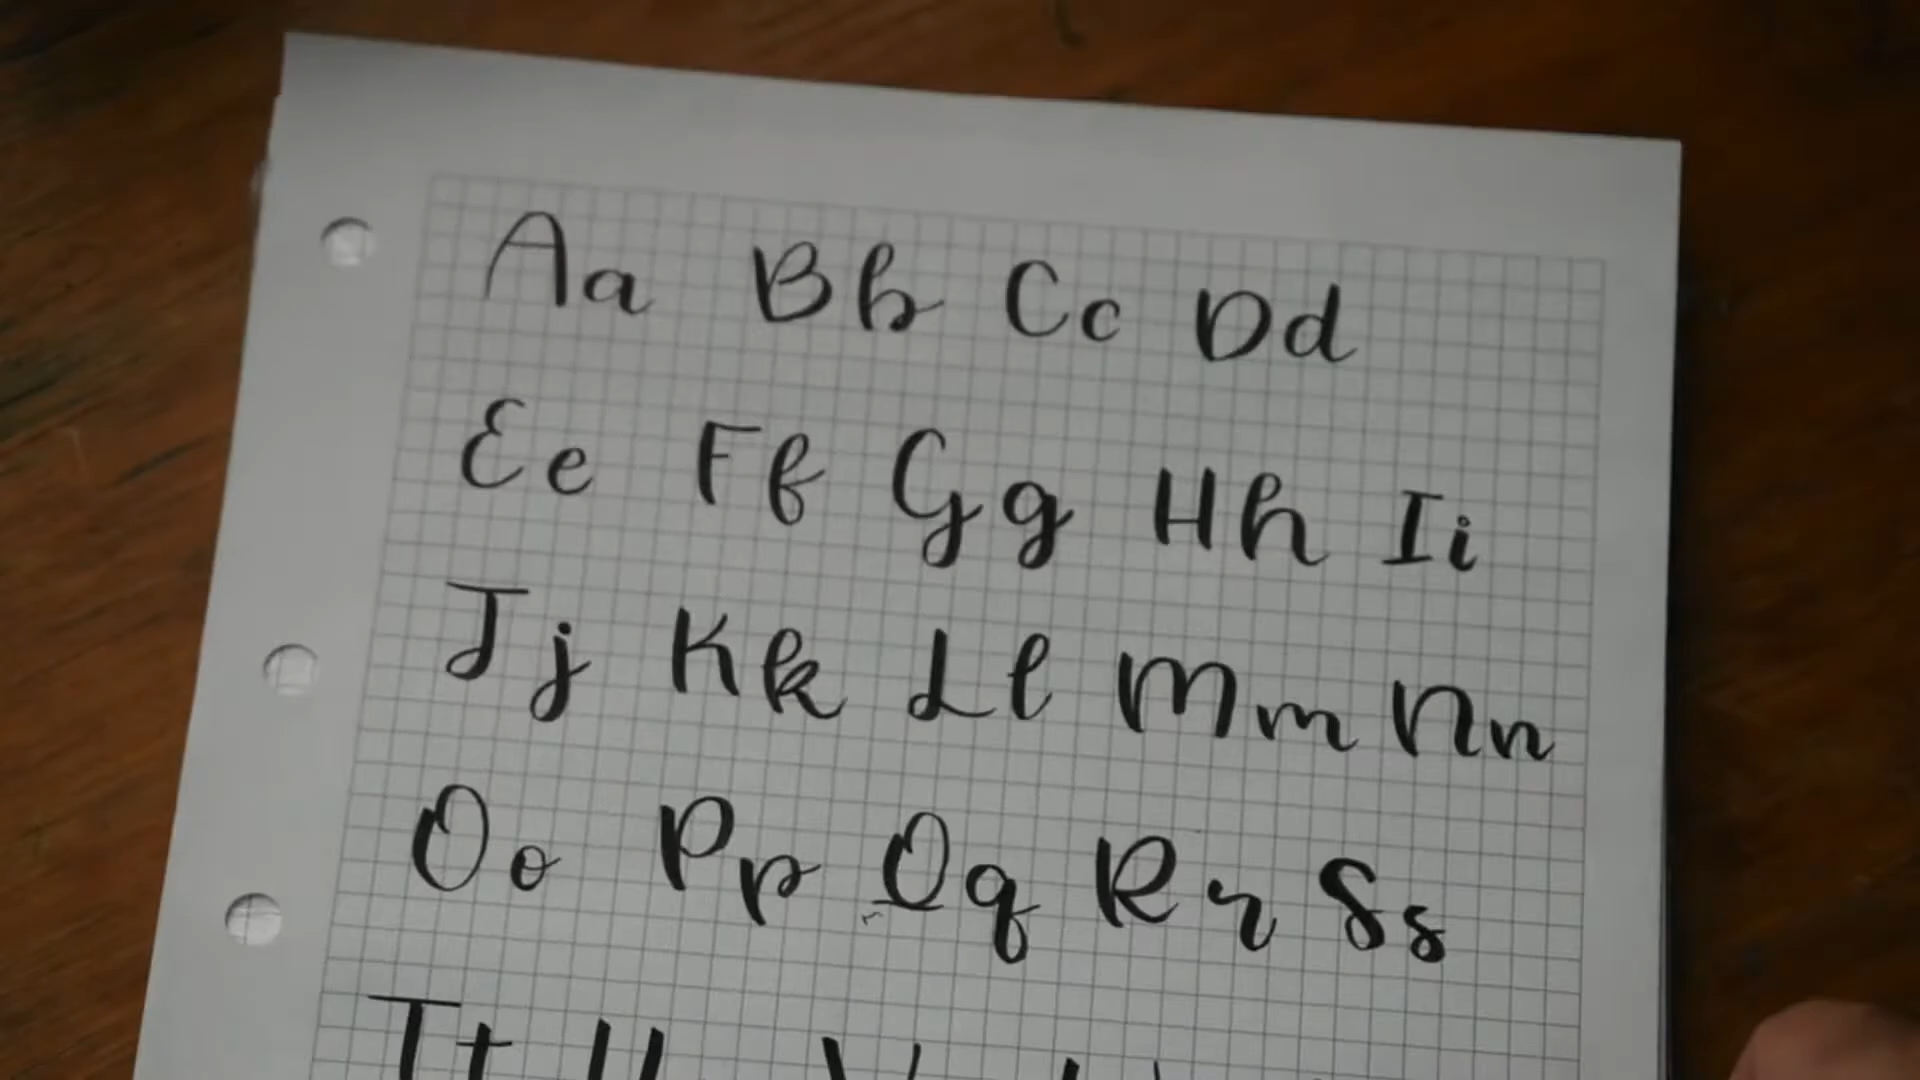 Aa Bb Cc Dd
Ee Ff Gg Hh Ii
Jj Kk Ll Mm Nn
Oo Pp Qq Rr Ss
Tt